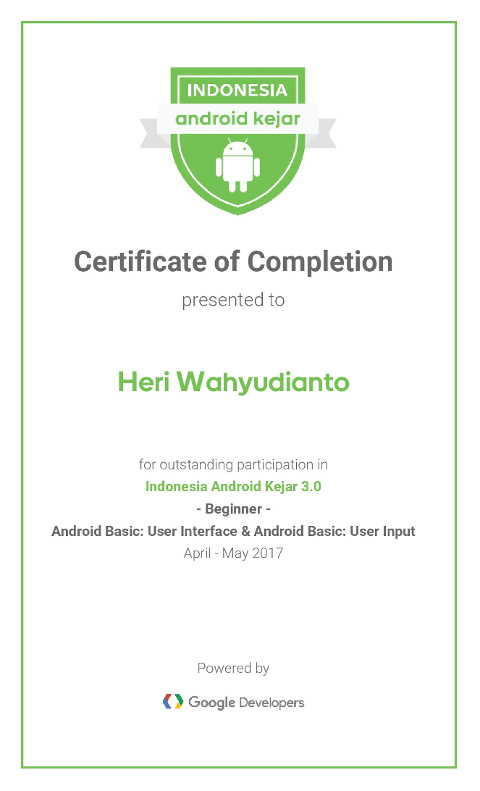 INDONESIA
android kejar
Certificate of Completion
presented to
Heri Wahyudianto
for outstanding participation in
Indonesia Android Kejar 3.0
- Beginner -
Android Basic: User Interface & Android Basic: User Input
April - May 2017
Powered by
Google Developers